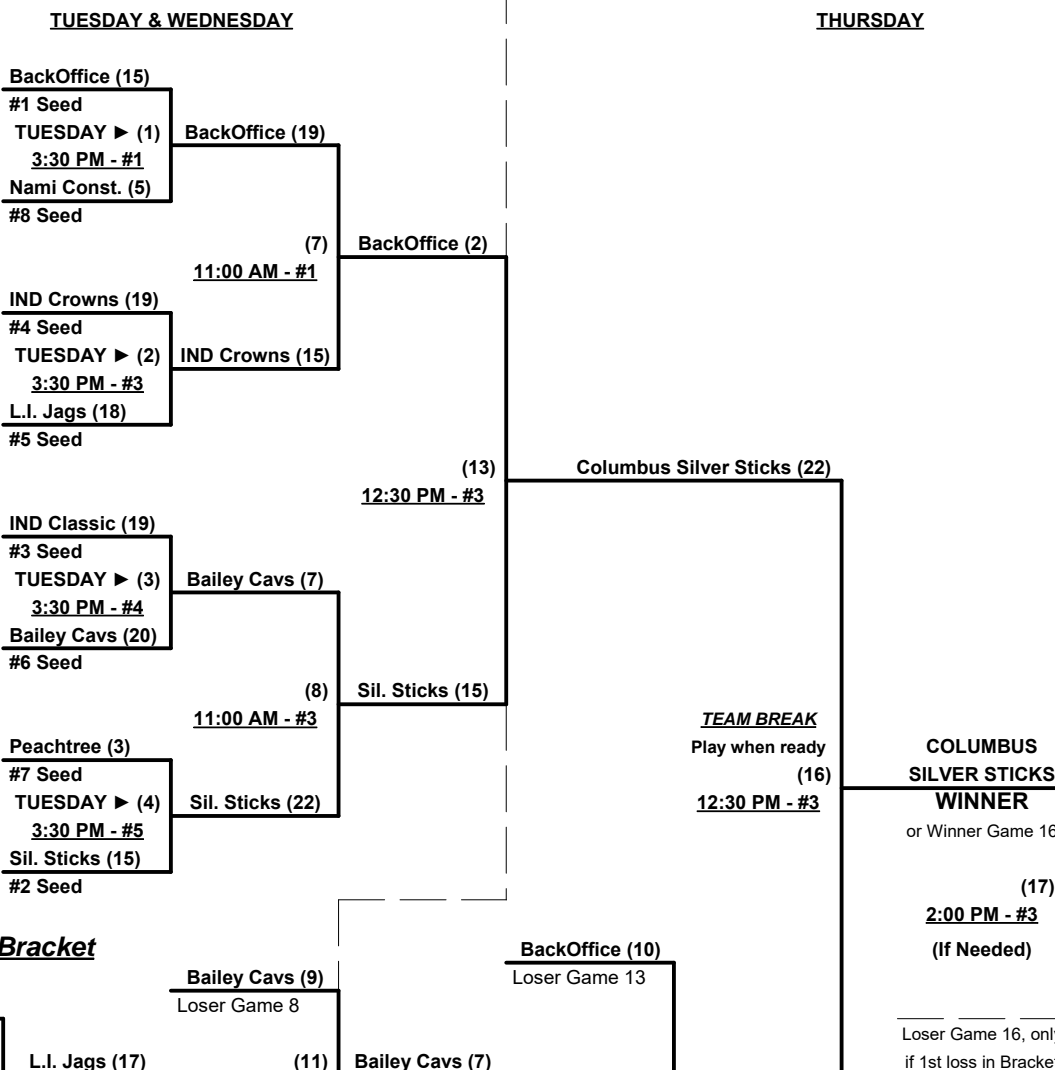 TUESDAY & WEDNESDAY
THURSDAY
BackOffice (15)
#1 Seed
TUESDAY ► (1)
3:30 PM - #1
Nami Const. (5)
#8 Seed
BackOffice (19)
(7)
11:00 AM - #1
BackOffice (2)
IND Crowns (19)
#4 Seed
TUESDAY ► (2)
3:30 PM - #3
L.I. Jags (18)
#5 Seed
IND Crowns (15)
(13)
12:30 PM - #3
Columbus Silver Sticks (22)
IND Classic (19)
#3 Seed
TUESDAY ► (3)
3:30 PM - #4
Bailey Cavs (20)
#6 Seed
Bailey Cavs (7)
(8)
11:00 AM - #3
Sil. Sticks (15)
Peachtree (3)
#7 Seed
TUESDAY ► (4)
3:30 PM - #5
Sil. Sticks (15)
#2 Seed
Sil. Sticks (22)
TEAM BREAK
Play when ready
(16)
12:30 PM - #3
COLUMBUS
SILVER STICKS
WINNER
or Winner Game 16
(17)
2:00 PM - #3
(If Needed)
Bracket
Bailey Cavs (9)
Loser Game 8
BackOffice (10)
Loser Game 13
L.I. Jags (17)
(11)
Bailey Cavs (7)
Loser Game 16, only
if 1st loss in Bracket